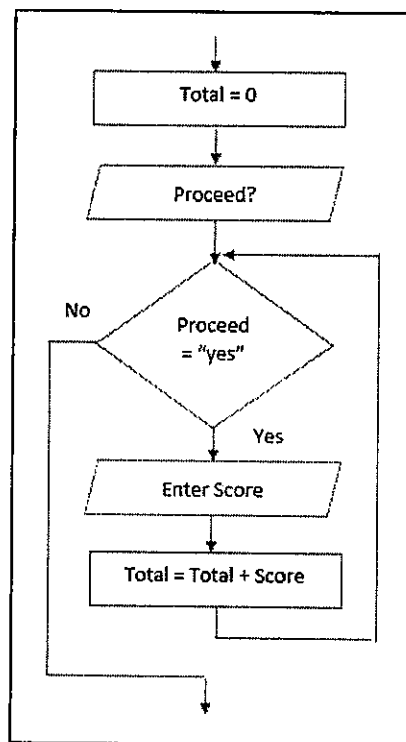 Total = 0
Proceed?
No
Proceed
= "yes"
Yes
Enter Score
Total = Total + Score